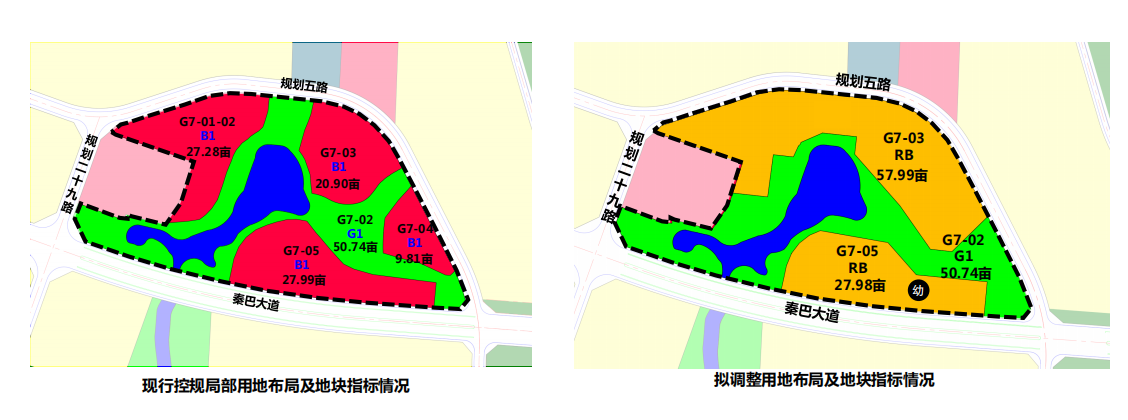 规划五路
G7-01-02
B1
27.28亩
规划二十九路
G7-03
B1
20.90亩
G7-02
G1
50.74亩
G7-04
B1
9.81亩
G7-05
B1
27.99亩
秦巴大道
现行控规局部用地布局及地块指标情况
规划五路
规划二十九路
G7-03
RB
57.99亩
G7-02
G1
50.74亩
G7-05
RB
27.98亩
幼
秦巴大道
拟调整用地布局及地块指标情况